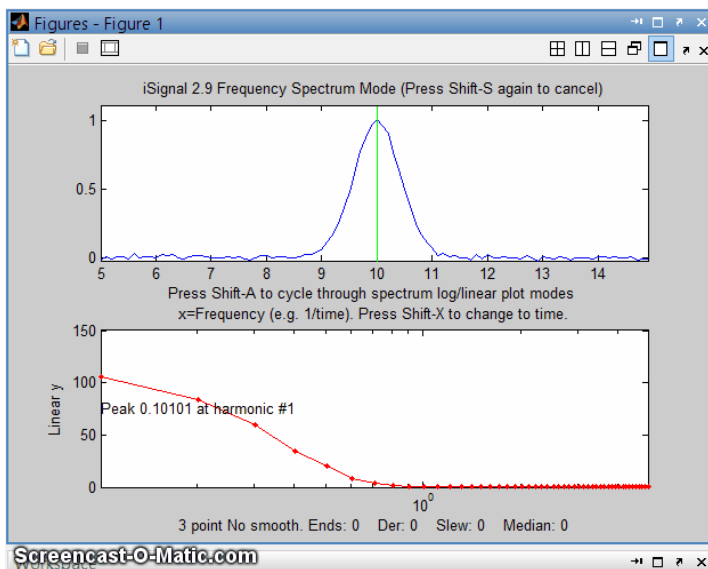 Figures - Figure 1
iSignal 2.9 Frequency Spectrum Mode (Press Shift-S again to cancel)
1
0.5
0
5 6 7 8 9 10 11 12 13 14
Press Shift-A to cycle through spectrum log/linear plot modes
x=Frequency (e.g. 1/time). Press Shift-X to change to time.
150
100
50
0
Linear y
Peak 0.10101 at harmonic #1
10^0
3 point No smooth. Ends: 0 Der: 0 Slew: 0 Median: 0
Screencast-O-Matic.com
Workspace